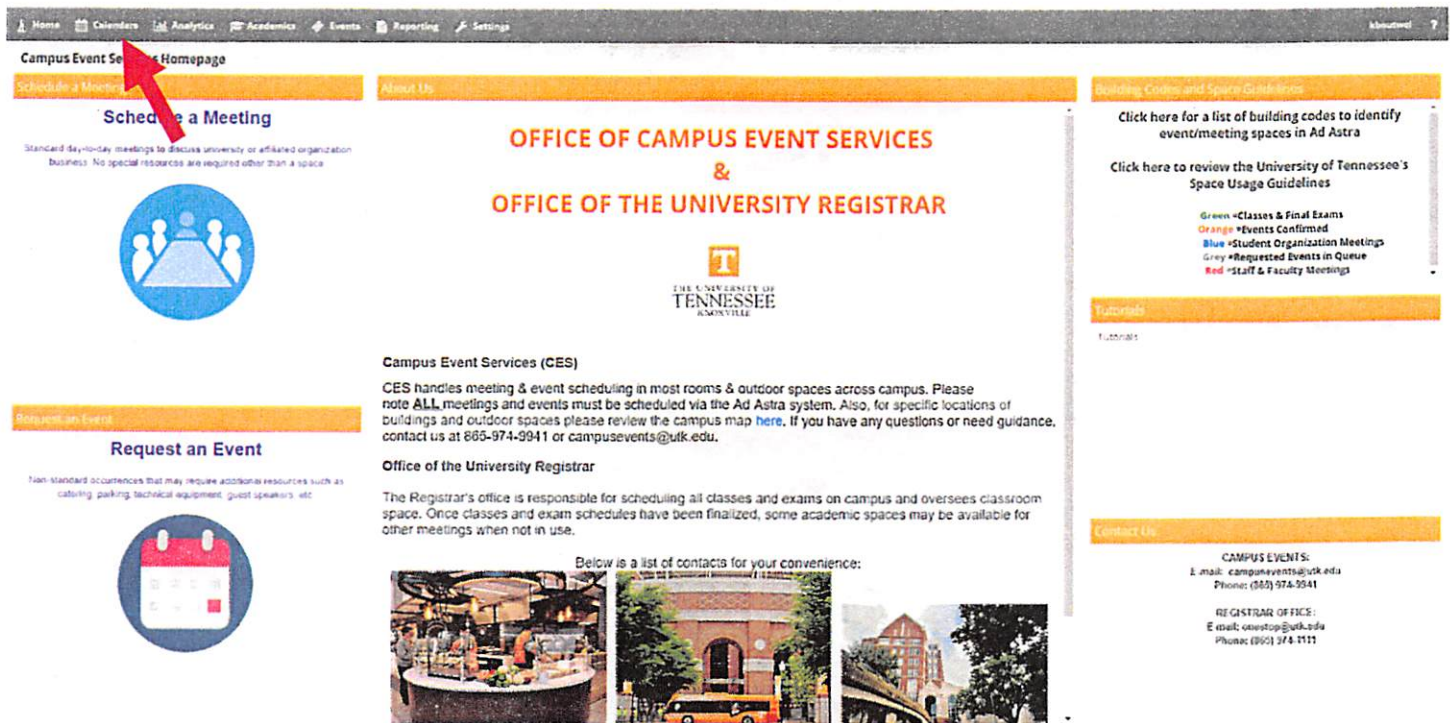 Home Calendars Analytics Academics Events Reporting Settings
kboutwel ?
Campus Event Homepage
Schedule a Meeting
Schedule a Meeting
Standard day-to-day meetings to discuss university or affiliated organization
business. No special resources are required other than a space
Request an Event
Request an Event
Non-standard occurrences that may require additional resources such as
catering, parking, technical equipment, guest speakers, etc
About Us
OFFICE OF CAMPUS EVENT SERVICES
&
OFFICE OF THE UNIVERSITY REGISTRAR
T
THE UNIVERSITY OF
TENNESSEE
KNOXVILLE
Campus Event Services (CES)
CES handles meeting & event scheduling in most rooms & outdoor spaces across campus. Please
note ALL meetings and events must be scheduled via the Ad Astra system. Also, for specific locations of
buildings and outdoor spaces please review the campus map here. If you have any questions or need guidance,
contact us at 865-974-9941 or campusevents@utk.edu.
Office of the University Registrar
The Registrar's office is responsible for scheduling all classes and exams on campus and oversees classroom
space. Once classes and exam schedules have been finalized, some academic spaces may be available for
other meetings when not in use.
Below is a list of contacts for your convenience:
Building Codes and Space Guidelines
Click here for a list of building codes to identify
event/meeting spaces in Ad Astra
Click here to review the University of Tennessee's
Space Usage Guidelines
Green =Classes & Final Exams
Orange =Events Confirmed
Blue =Student Organization Meetings
Grey =Requested Events in Queue
Red =Staff & Faculty Meetings
Tutorials
Tutorials
Contact Us
CAMPUS EVENTS:
E-mail: campusevents@utk.edu
Phone: (865) 974-9941
REGISTRAR OFFICE:
E-mail: onestop@utk.edu
Phone: (865) 974-1111